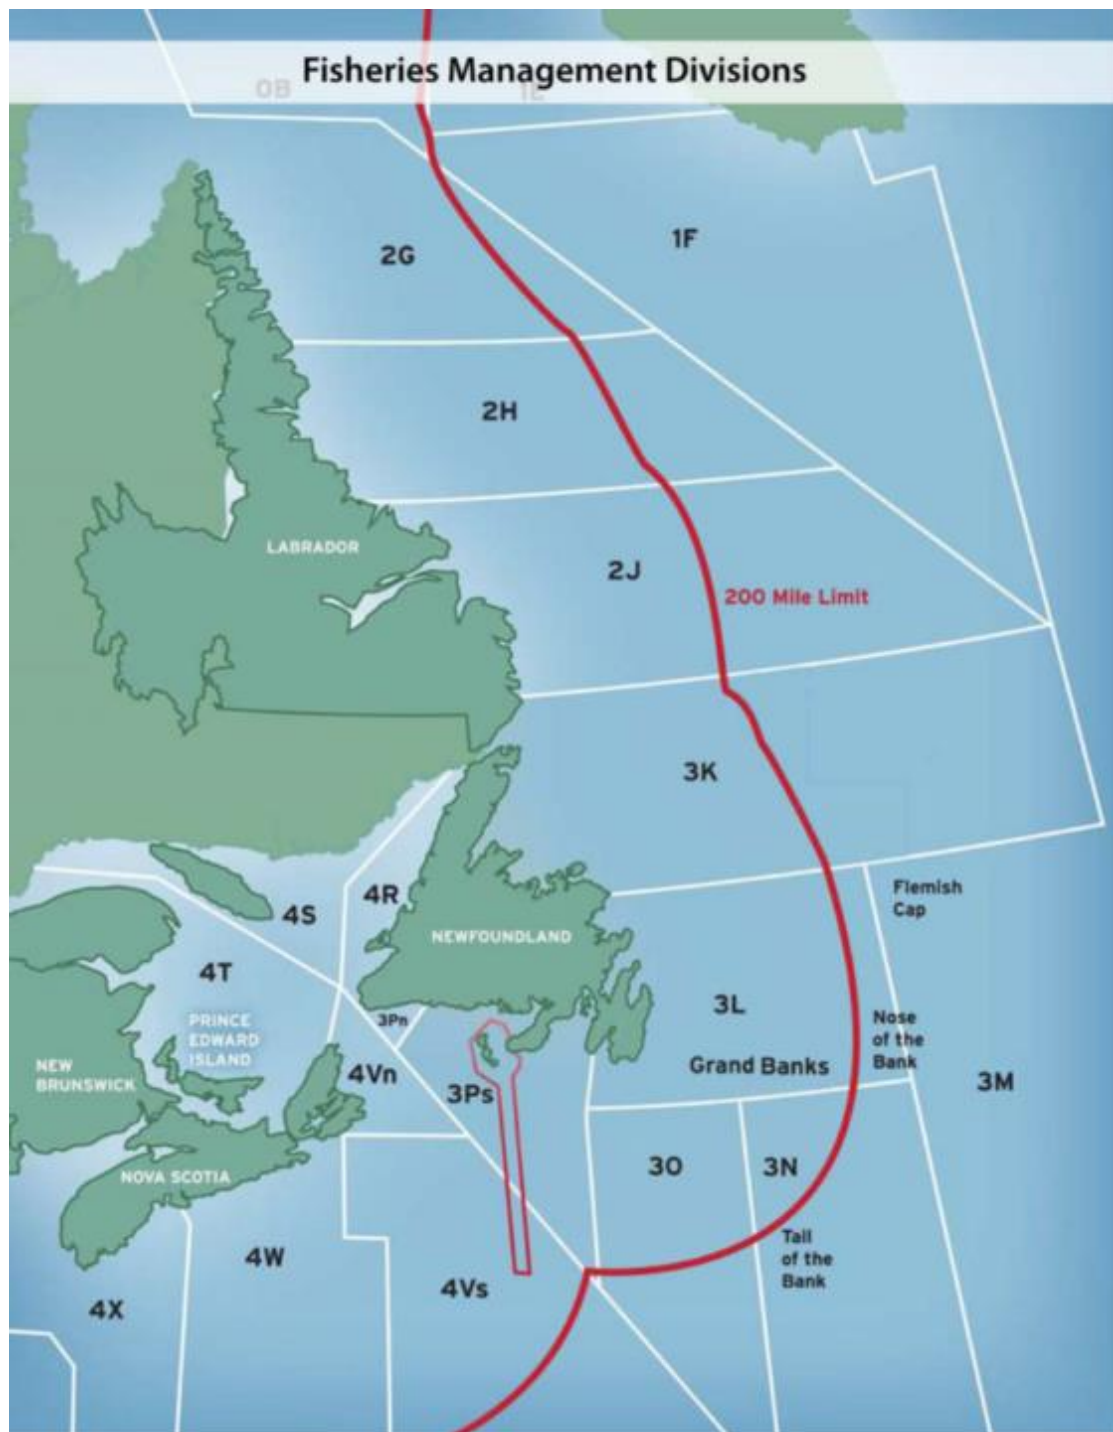 Fisheries Management Divisions
0B
1E
2G
1F
2H
LABRADOR
2J
200 Mile Limit
3K
4R
4S
Flemish
Cap
NEWFOUNDLAND
4T
3L
3Pn
PRINCE
EDWARD
ISLAND
Nose
of the
Bank
NEW
BRUNSWICK
4Vn
Grand Banks
3Ps
3M
NOVA SCOTIA
3O
3N
4W
Tail
of the
Bank
4Vs
4X